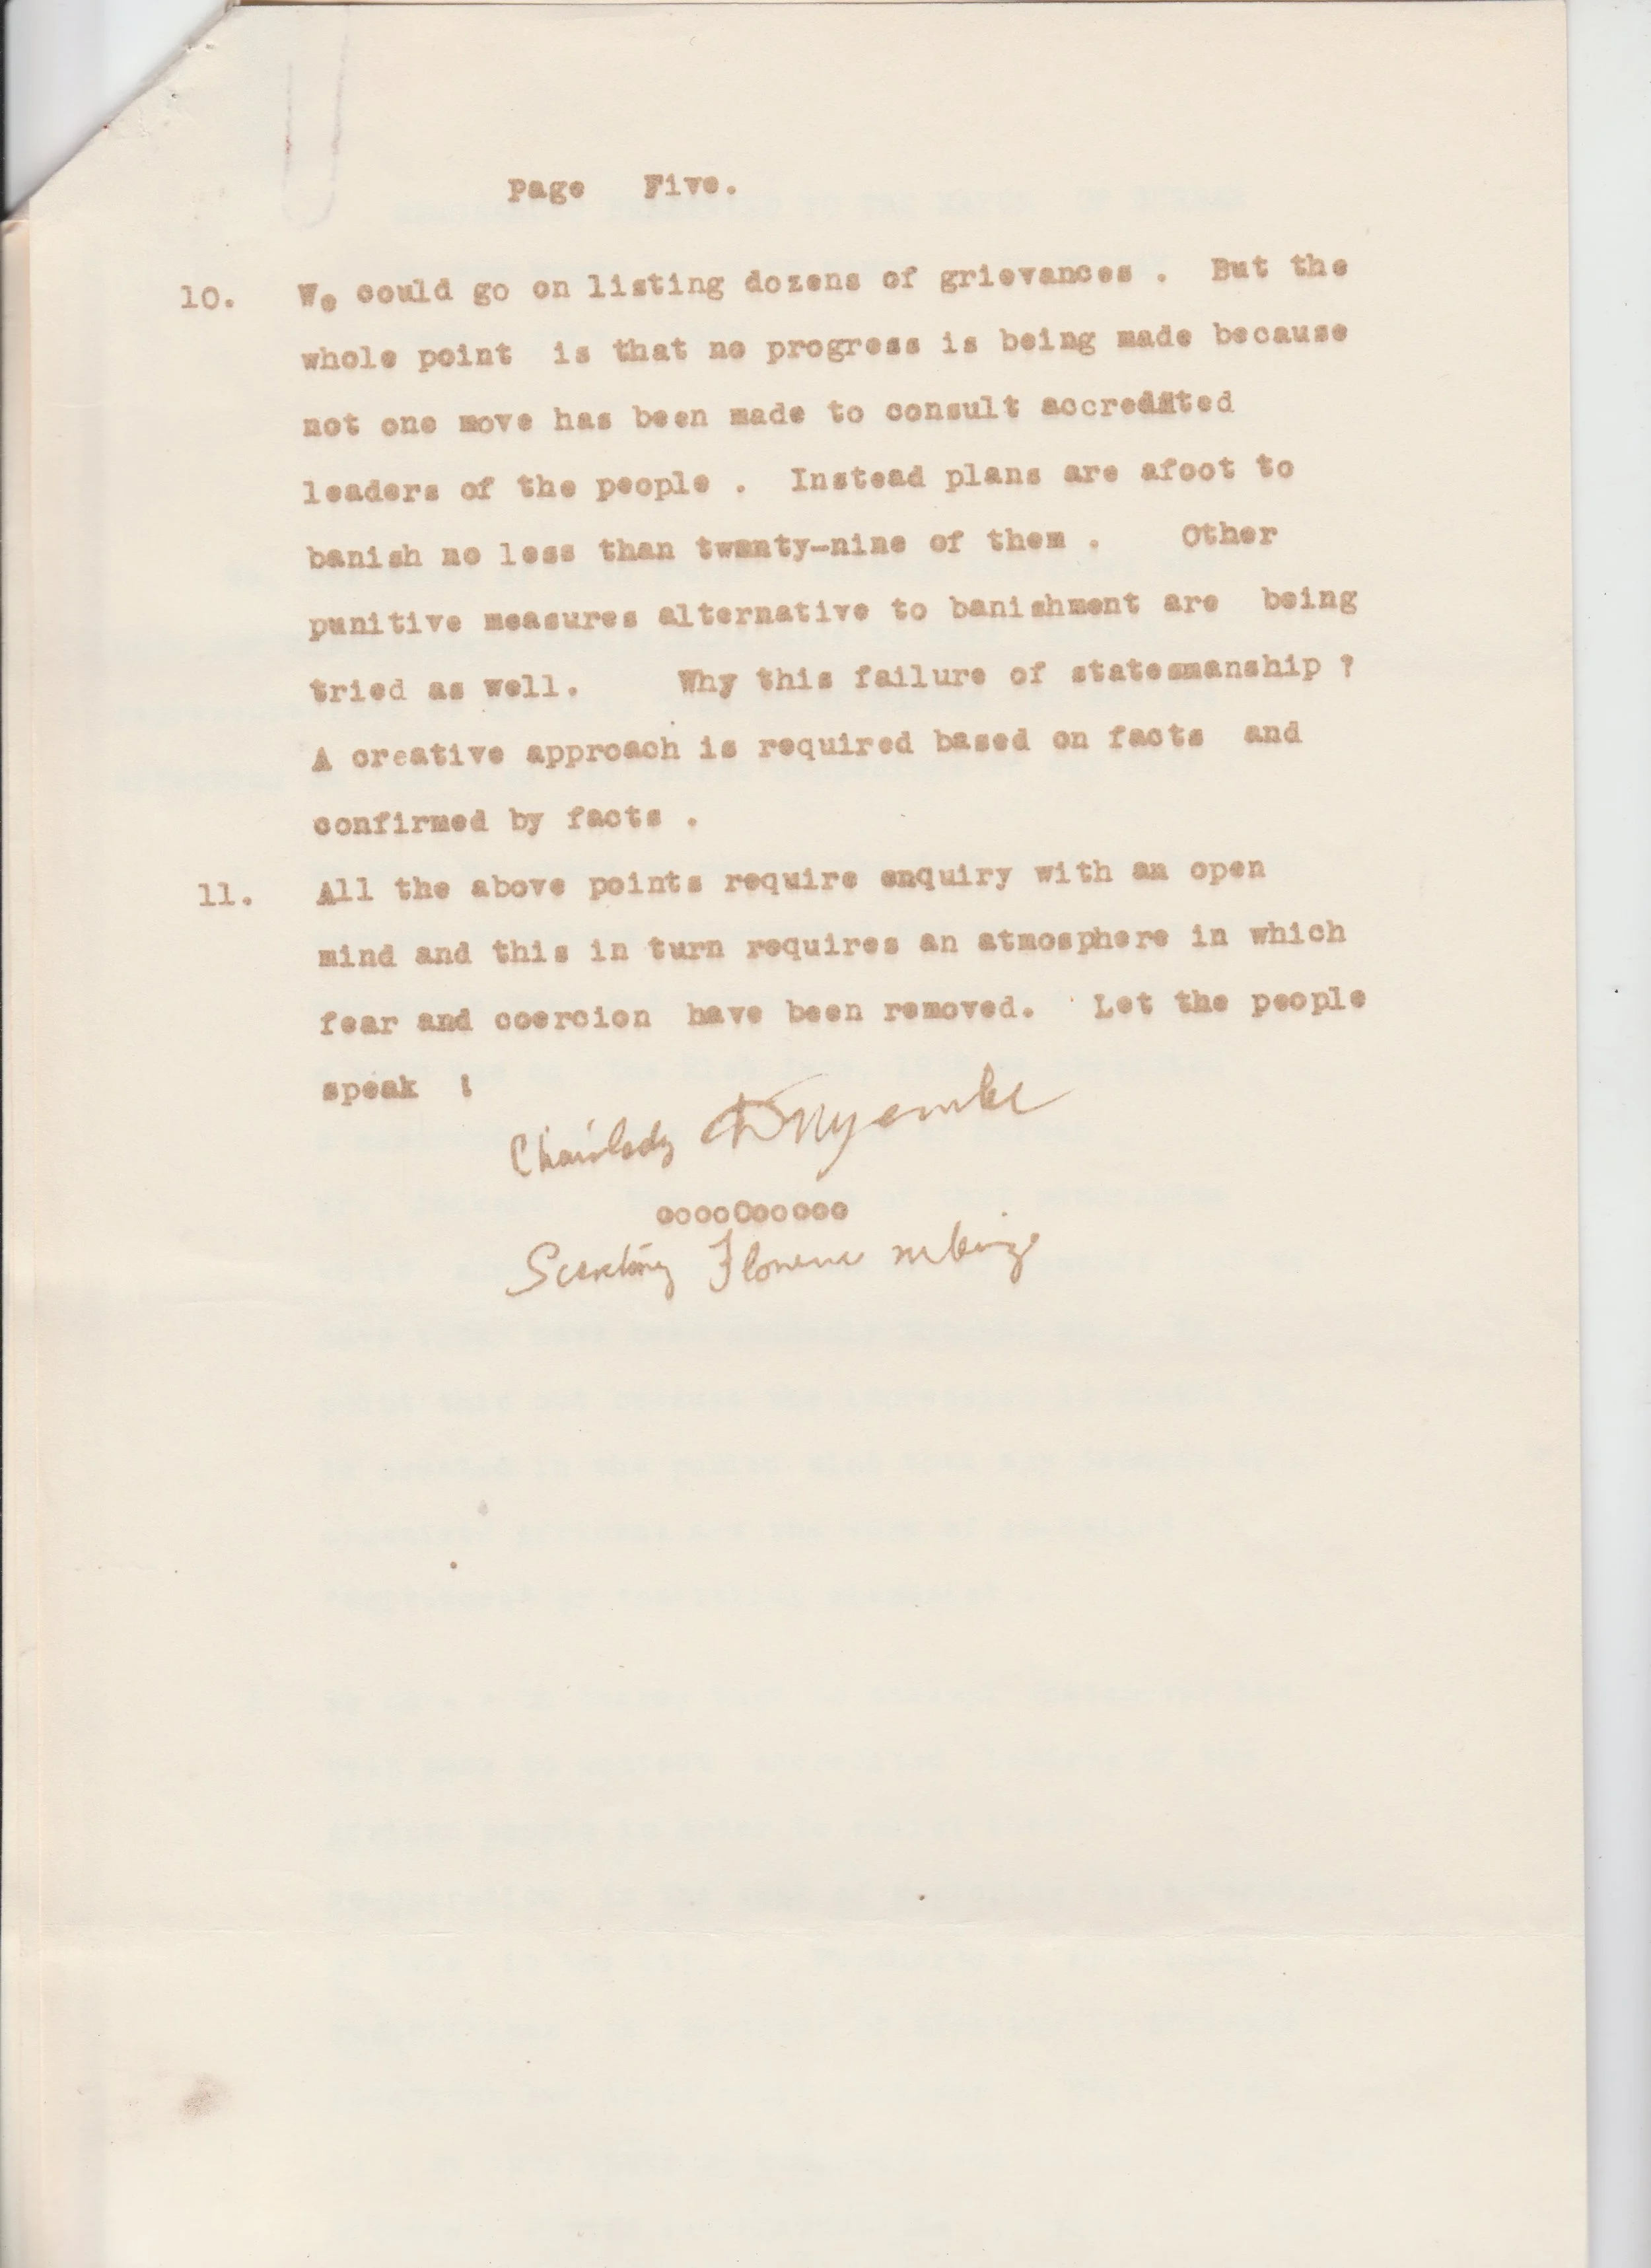 Page Five.
10. We could go on listing dozens of grievances . But the
whole point is that no progress is being made because
not one move has been made to consult accredited
leaders of the people . Instead plans are afoot to
banish no less than twenty-nine of them . Other
punitive measures alternative to banishment are being
tried as well. Why this failure of statesmanship ?
A creative approach is required based on facts and
confirmed by facts .
11. All the above points require enquiry with an open
mind and this in turn requires an atmosphere in which
fear and coercion have been removed. Let the people
speak !
Chairlady D Nyembe
ooooOooooo
Secretary Florence